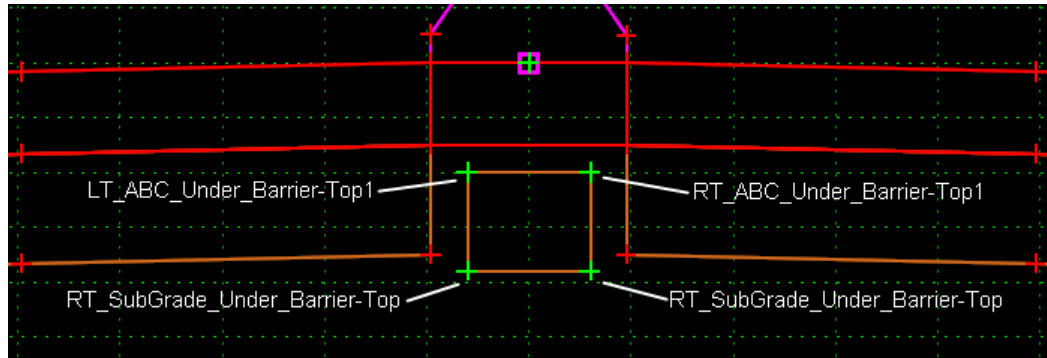 LT_ABC_Under_Barrier-Top1
RT_ABC_Under_Barrier-Top1
RT_SubGrade_Under_Barrier-Top
RT_SubGrade_Under_Barrier-Top